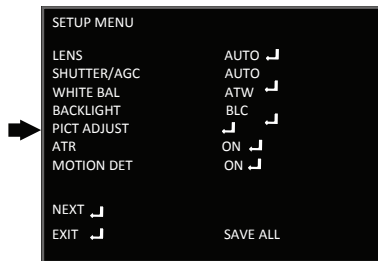 SETUP MENU
LENS AUTO ↵
SHUTTER/AGC AUTO
WHITE BAL ATW ↵
BACKLIGHT BLC ↵
PICT ADJUST ↵
ATR ON ↵
MOTION DET ON ↵
NEXT ↵
EXIT ↵ SAVE ALL